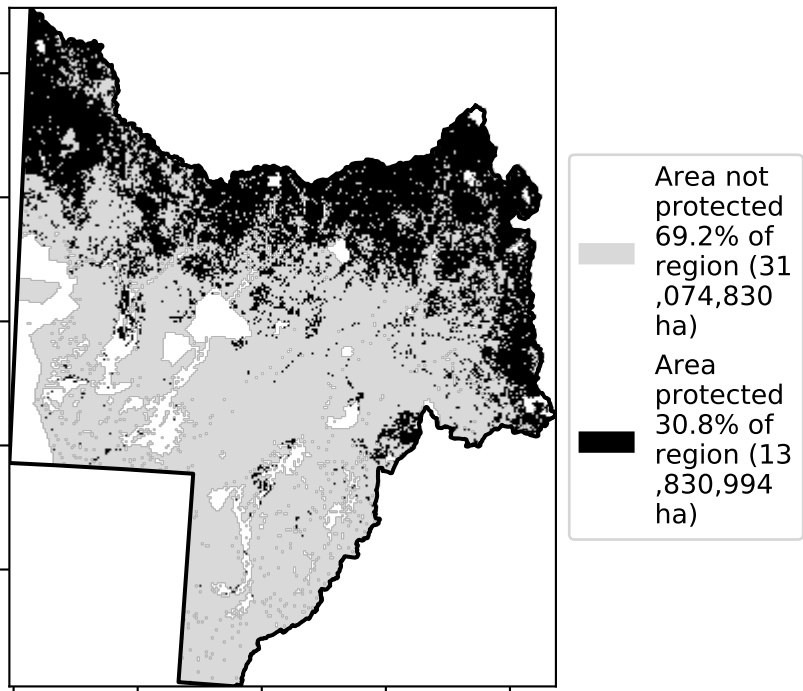 Area not
protected
69.2% of
region (31
,074,830
ha)
Area
protected
30.8% of
region (13
,830,994
ha)